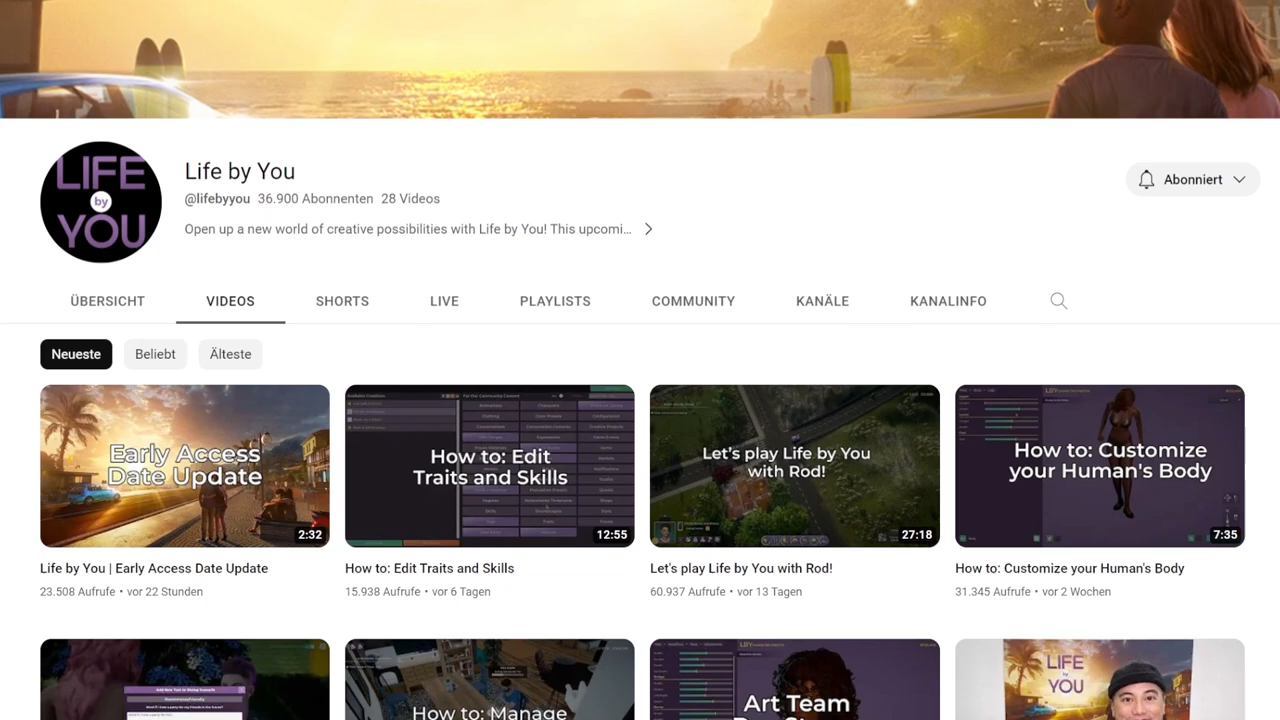 LIFE
by
YOU
Life by You
@lifebyyou 36.900 Abonnenten 28 Videos
Open up a new world of creative possibilities with Life by You! This upcomi...
Abonniert
ÜBERSICHT VIDEOS SHORTS LIVE PLAYLISTS COMMUNITY KANÄLE KANALINFO
Neueste Beliebt Älteste
Early Access
Date Update
2:32
How to: Edit
Traits and Skills
12:55
Let's play Life by You
with Rod!
27:18
How to: Customize
your Human's Body
7:35
Life by You | Early Access Date Update
23.508 Aufrufe • vor 22 Stunden
How to: Edit Traits and Skills
15.938 Aufrufe • vor 6 Tagen
Let's play Life by You with Rod!
60.937 Aufrufe • vor 13 Tagen
How to: Customize your Human's Body
31.345 Aufrufe • vor 2 Wochen
How to: Manage
Art Team
LIFE
by
YOU